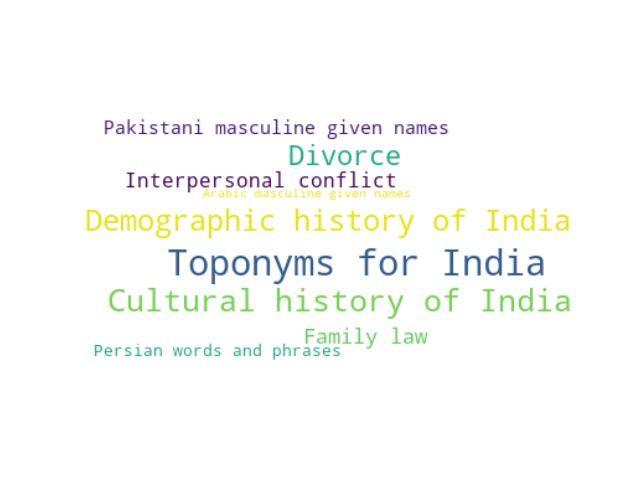 Pakistani masculine given names
Divorce
Interpersonal conflict
Arabic masculine given names
Demographic history of India
Toponyms for India
Cultural history of India
Family law
Persian words and phrases